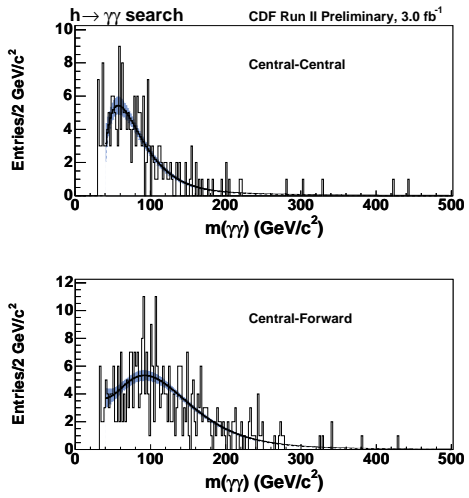 h→ γγ search
CDF Run II Preliminary, 3.0 fb⁻¹
Central-Central
Entries/2 GeV/c²
10
8
6
4
2
0
0 100 200 300 400 500
m(γγ) (GeV/c²)
Central-Forward
Entries/2 GeV/c²
12
10
8
6
4
2
0
0 100 200 300 400 500
m(γγ) (GeV/c²)